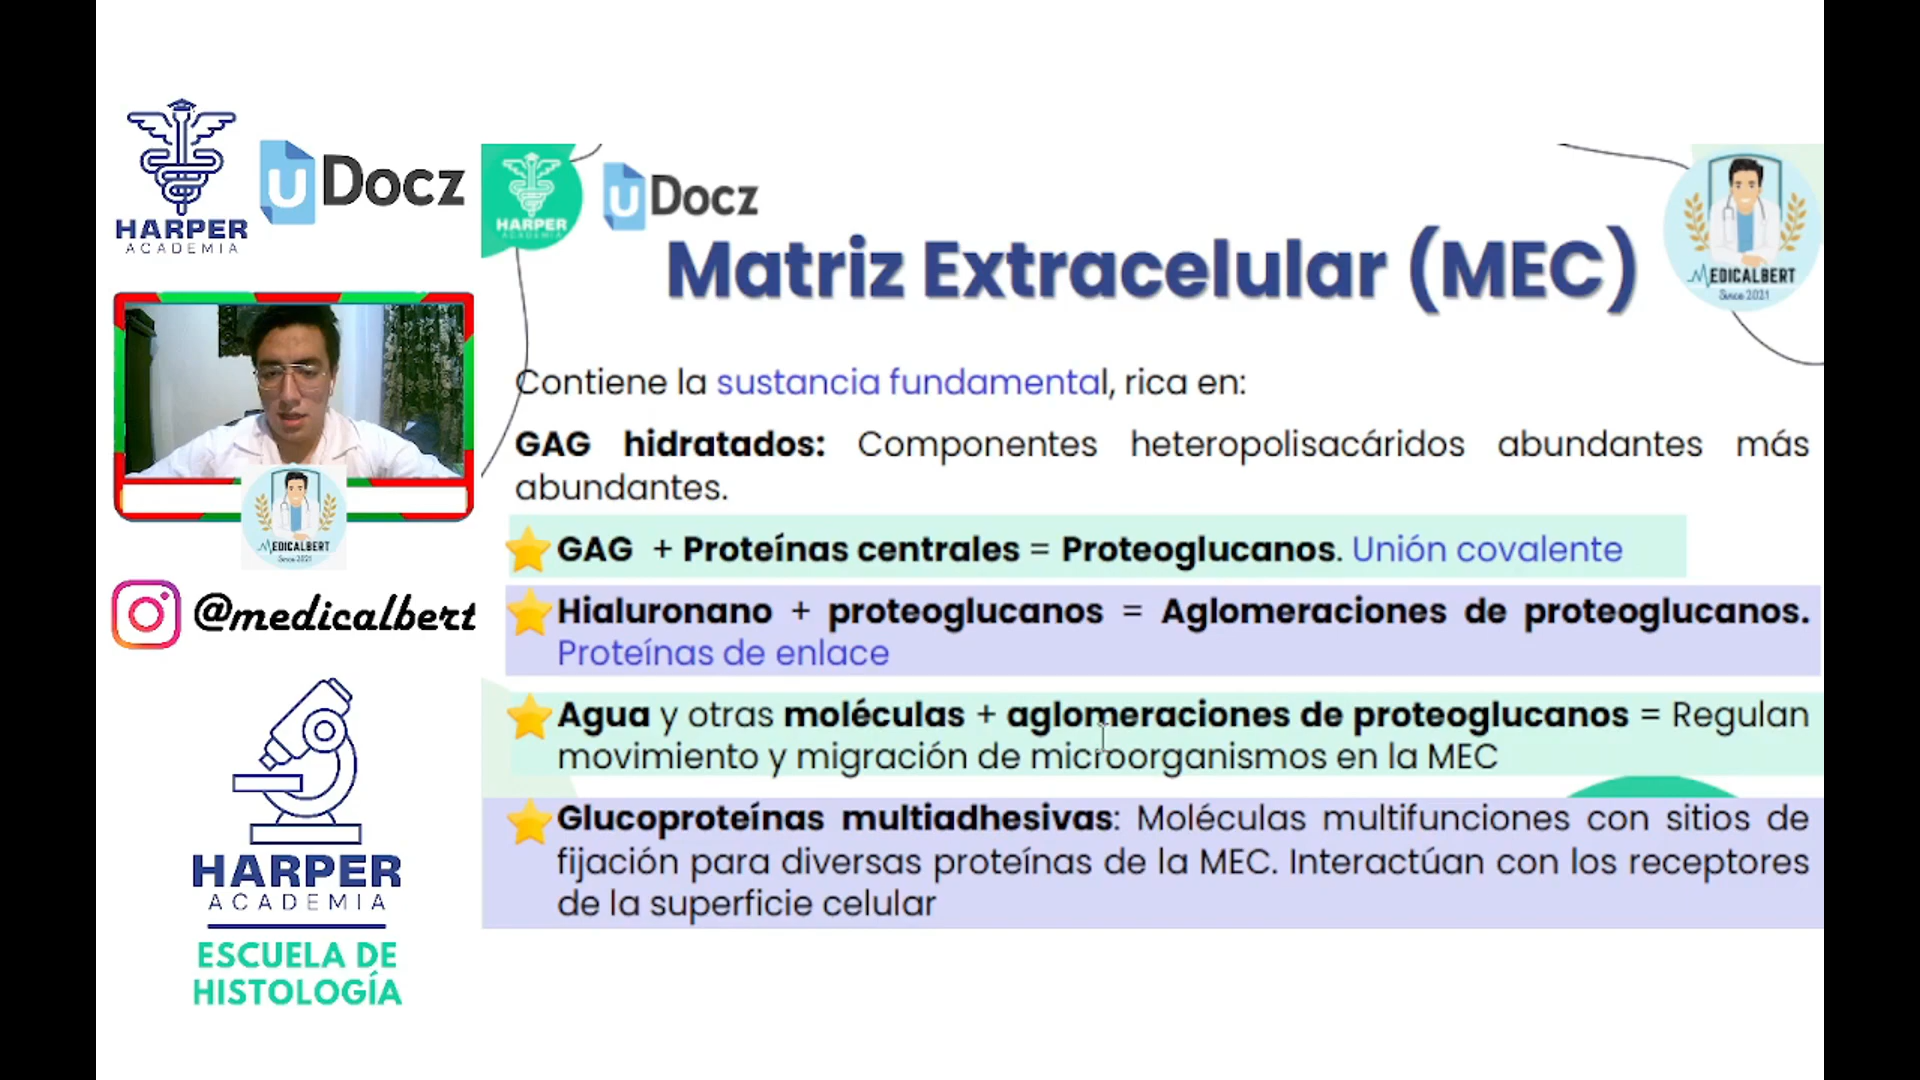 HARPER
ACADEMIA
U Docz
HARPER
ACADEMIA
U Docz
Matriz Extracelular (MEC)
MEDICALBERT
Since 2021
Contiene la sustancia fundamental, rica en:
GAG hidratados: Componentes heteropolisacáridos abundantes más
abundantes.
GAG + Proteínas centrales = Proteoglucanos. Unión covalente
Hialuronano + proteoglucanos = Aglomeraciones de proteoglucanos.
Proteínas de enlace
Agua y otras moléculas + aglomeraciones de proteoglucanos = Regulan
movimiento y migración de microorganismos en la MEC
Glucoproteínas multiadhesivas: Moléculas multifunciones con sitios de
fijación para diversas proteínas de la MEC. Interactúan con los receptores
de la superficie celular
MEDICALBERT
Since 2021
@medicalbert
HARPER
ACADEMIA
ESCUELA DE
HISTOLOGÍA